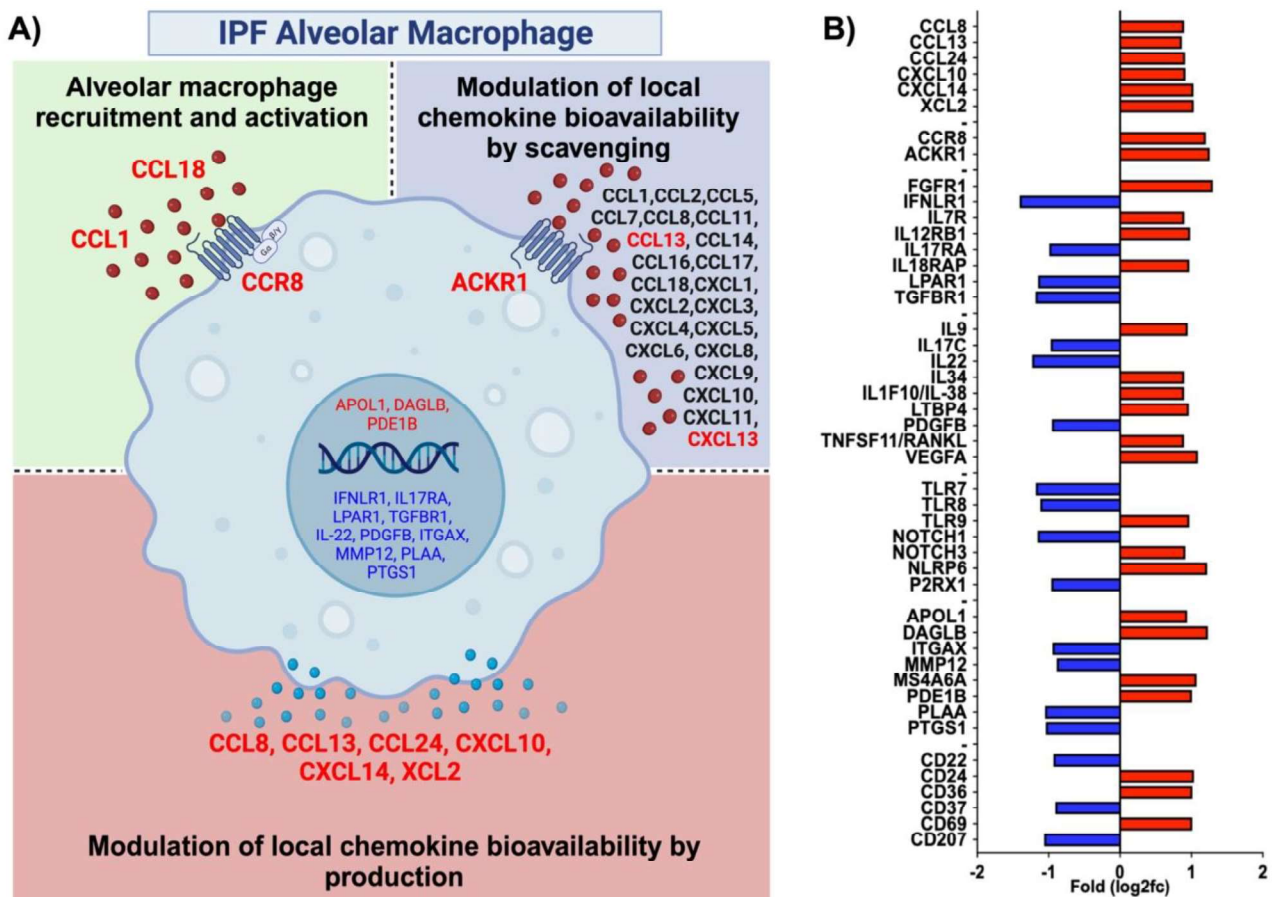 A)
IPF Alveolar Macrophage
Alveolar macrophage
recruitment and activation
Modulation of local
chemokine bioavailability
by scavenging
CCL18
CCL1
CCR8
Gα
β/γ
ACKR1
CCL1,CCL2,CCL5,
CCL7,CCL8,CCL11,
CCL13, CCL14,
CCL16,CCL17,
CCL18,CXCL1,
CXCL2,CXCL3,
CXCL4,CXCL5,
CXCL6, CXCL8,
CXCL9,
CXCL10,
CXCL11,
CXCL13
APOL1, DAGLB,
PDE1B
IFNLR1, IL17RA,
LPAR1, TGFBR1,
IL-22, PDGFB, ITGAX,
MMP12, PLAA,
PTGS1
CCL8, CCL13, CCL24, CXCL10,
CXCL14, XCL2
Modulation of local chemokine bioavailability by
production
B)
CCL8
CCL13
CCL24
CXCL10
CXCL14
XCL2
-
CCR8
ACKR1
-
FGFR1
IFNLR1
IL7R
IL12RB1
IL17RA
IL18RAP
LPAR1
TGFBR1
-
IL9
IL17C
IL22
IL34
IL1F10/IL-38
LTBP4
PDGFB
TNFSF11/RANKL
VEGFA
-
TLR7
TLR8
TLR9
NOTCH1
NOTCH3
NLRP6
P2RX1
-
APOL1
DAGLB
ITGAX
MMP12
MS4A6A
PDE1B
PLAA
PTGS1
-
CD22
CD24
CD36
CD37
CD69
CD207
-2 -1 0 1 2
Fold (log2fc)